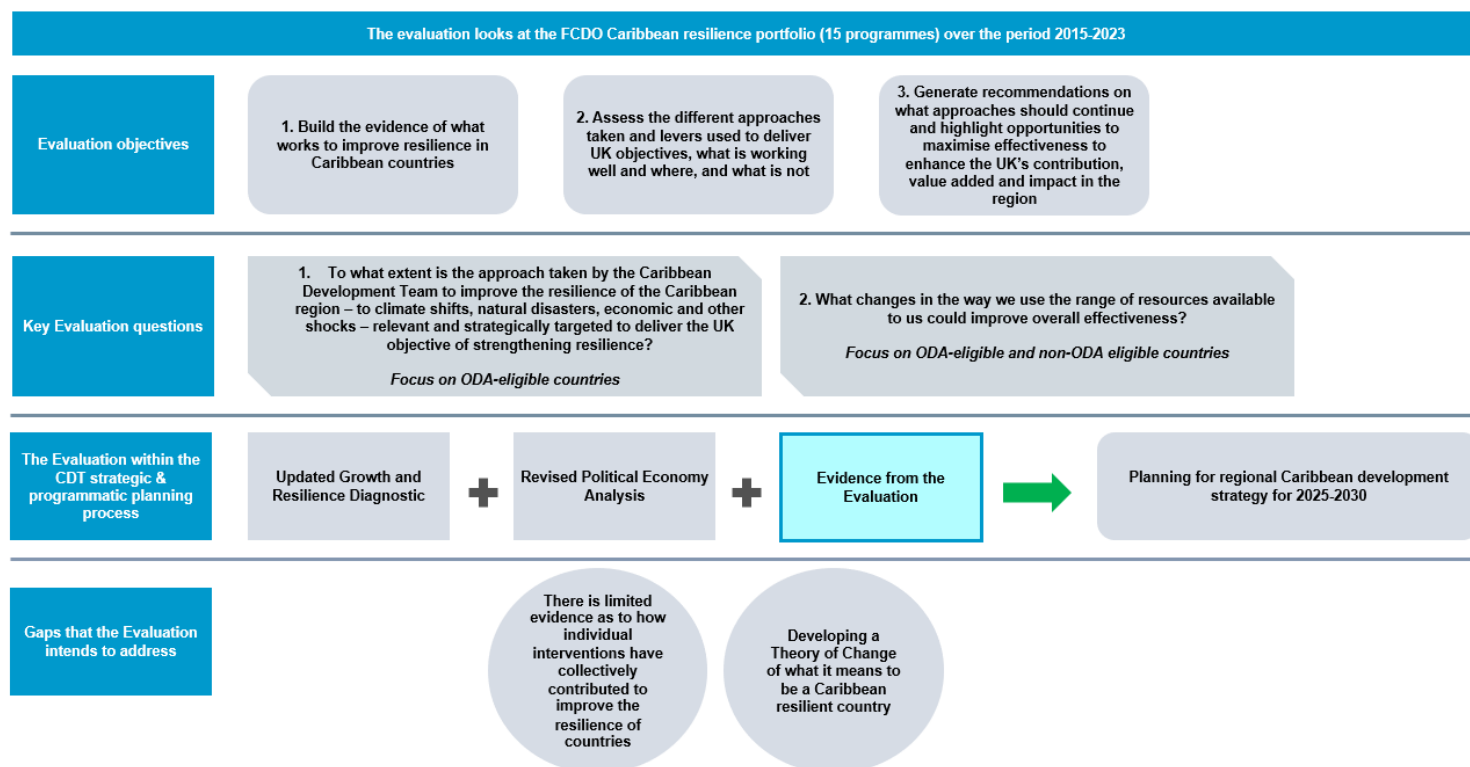 The evaluation looks at the FCDO Caribbean resilience portfolio (15 programmes) over the period 2015-2023
Evaluation objectives
1. Build the evidence of what
works to improve resilience in
Caribbean countries
2. Assess the different approaches
taken and levers used to deliver
UK objectives, what is working
well and where, and what is not
3. Generate recommendations on
what approaches should continue
and highlight opportunities to
maximise effectiveness to
enhance the UK's contribution,
value added and impact in the
region
Key Evaluation questions
1. To what extent is the approach taken by the Caribbean
Development Team to improve the resilience of the Caribbean
region – to climate shifts, natural disasters, economic and other
shocks – relevant and strategically targeted to deliver the UK
objective of strengthening resilience?
Focus on ODA-eligible countries
2. What changes in the way we use the range of resources available
to us could improve overall effectiveness?
Focus on ODA-eligible and non-ODA eligible countries
The Evaluation within the
CDT strategic &
programmatic planning
process
Updated Growth and
Resilience Diagnostic
Revised Political Economy
Analysis
Evidence from the
Evaluation
Planning for regional Caribbean development
strategy for 2025-2030
Gaps that the Evaluation
intends to address
There is limited
evidence as to how
individual
interventions have
collectively
contributed to
improve the
resilience of
countries
Developing a
Theory of Change
of what it means to
be a Caribbean
resilient country